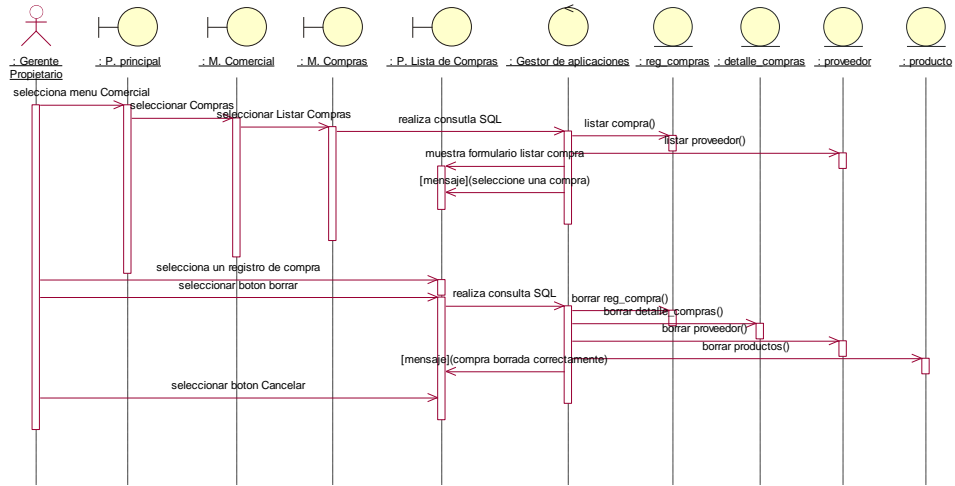 : Gerente
Propietario
: P. principal
: M. Comercial
: M. Compras
: P. Lista de Compras
: Gestor de aplicaciones
: reg_compras
: detalle_compras
: proveedor
: producto
selecciona menu Comercial
seleccionar Compras
seleccionar Listar Compras
realiza consutla SQL
listar compra()
listar proveedor()
muestra formulario listar compra
[mensaje](seleccione una compra)
selecciona un registro de compra
seleccionar boton borrar
realiza consulta SQL
borrar reg_compra()
borrar detalle_compras()
borrar proveedor()
borrar productos()
[mensaje](compra borrada correctamente)
seleccionar boton Cancelar